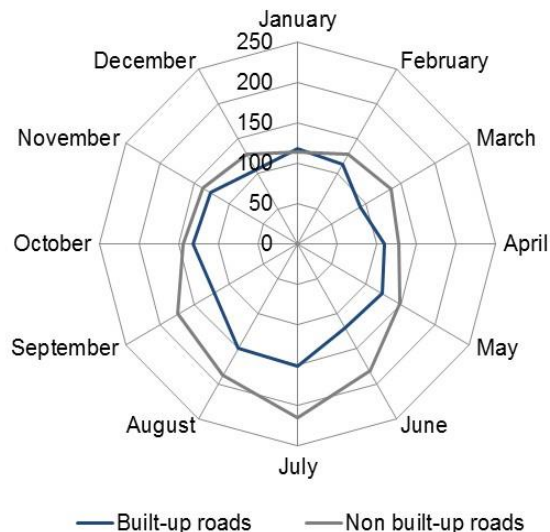 January
250
December
February
200
150
November
March
100
50
October
0
April
September
May
August
June
July
Built-up roads
Non built-up roads